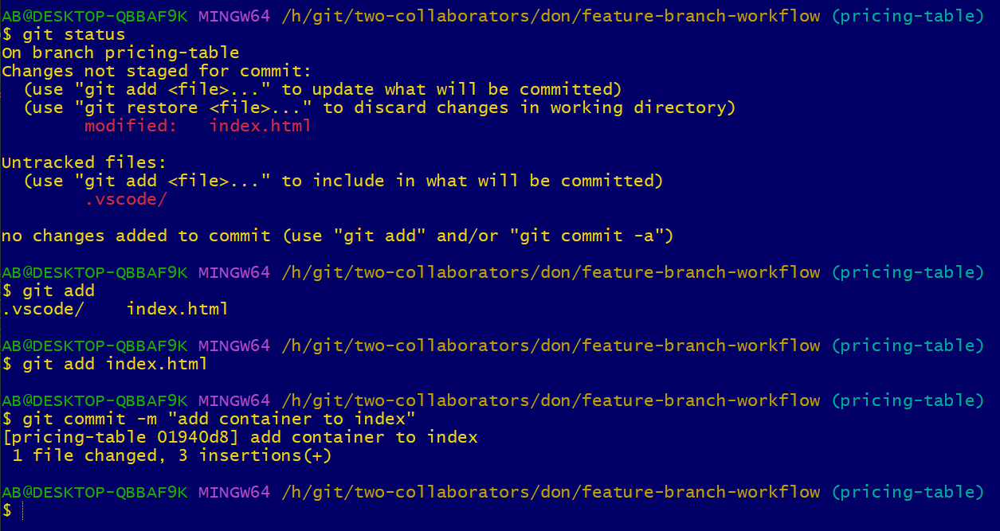 AB@DESKTOP-QBBAF9K MINGW64 /h/git/two-collaborators/don/feature-branch-workflow (pricing-table)
$ git status
On branch pricing-table
Changes not staged for commit:
  (use "git add <file>..." to update what will be committed)
  (use "git restore <file>..." to discard changes in working directory)
        modified:   index.html

Untracked files:
  (use "git add <file>..." to include in what will be committed)
        .vscode/

no changes added to commit (use "git add" and/or "git commit -a")

AB@DESKTOP-QBBAF9K MINGW64 /h/git/two-collaborators/don/feature-branch-workflow (pricing-table)
$ git add
.vscode/    index.html

AB@DESKTOP-QBBAF9K MINGW64 /h/git/two-collaborators/don/feature-branch-workflow (pricing-table)
$ git add index.html

AB@DESKTOP-QBBAF9K MINGW64 /h/git/two-collaborators/don/feature-branch-workflow (pricing-table)
$ git commit -m "add container to index"
[pricing-table 01940d8] add container to index
 1 file changed, 3 insertions(+)

AB@DESKTOP-QBBAF9K MINGW64 /h/git/two-collaborators/don/feature-branch-workflow (pricing-table)
$